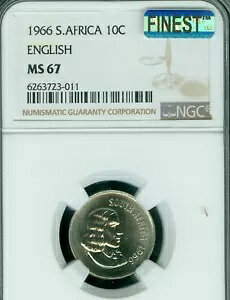 1966 S.AFRICA 10C
FINEST
ENGLISH
MS 67
6263723-011
NUMISMATIC GUARANTY CORPORATION
NGC
SOUTH AFRICA 1966